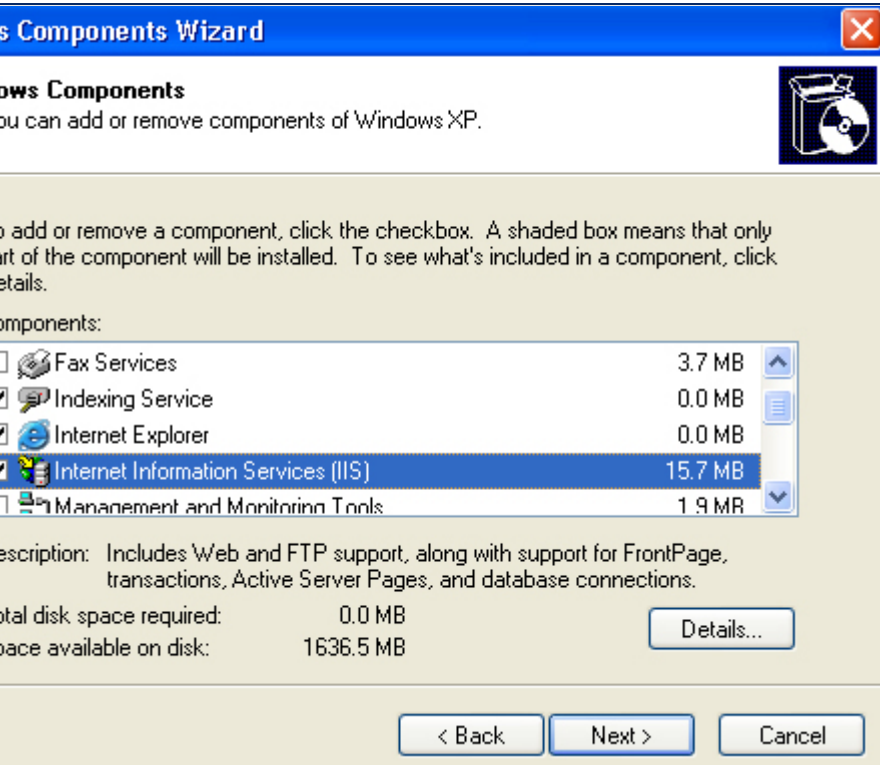 s Components Wizard
ows Components
ou can add or remove components of Windows XP.
o add or remove a component, click the checkbox. A shaded box means that only
art of the component will be installed. To see what's included in a component, click
etails.
omponents:
Fax Services 3.7 MB
Indexing Service 0.0 MB
Internet Explorer 0.0 MB
Internet Information Services (IIS) 15.7 MB
Management and Monitoring Tools 1.9 MB
escription: Includes Web and FTP support, along with support for FrontPage,
transactions, Active Server Pages, and database connections.
otal disk space required: 0.0 MB
pace available on disk: 1636.5 MB
Details...
< Back Next > Cancel